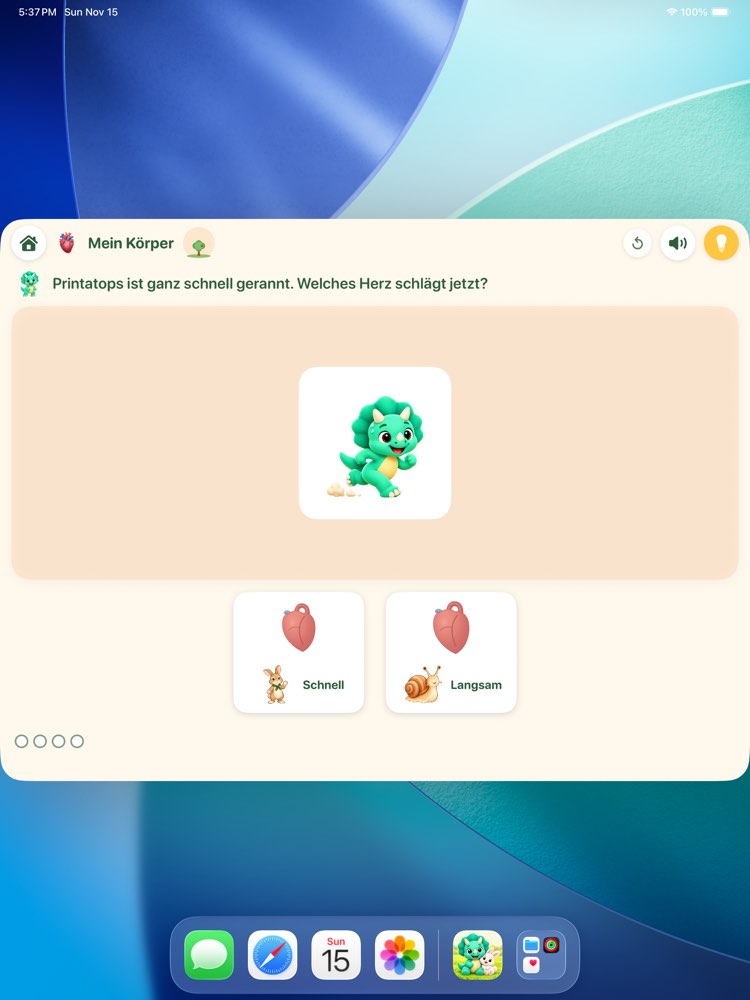 5:37 PM Sun Nov 15
100%
Mein Körper
Printatops ist ganz schnell gerannt. Welches Herz schlägt jetzt?
Schnell
Langsam
Sun
15